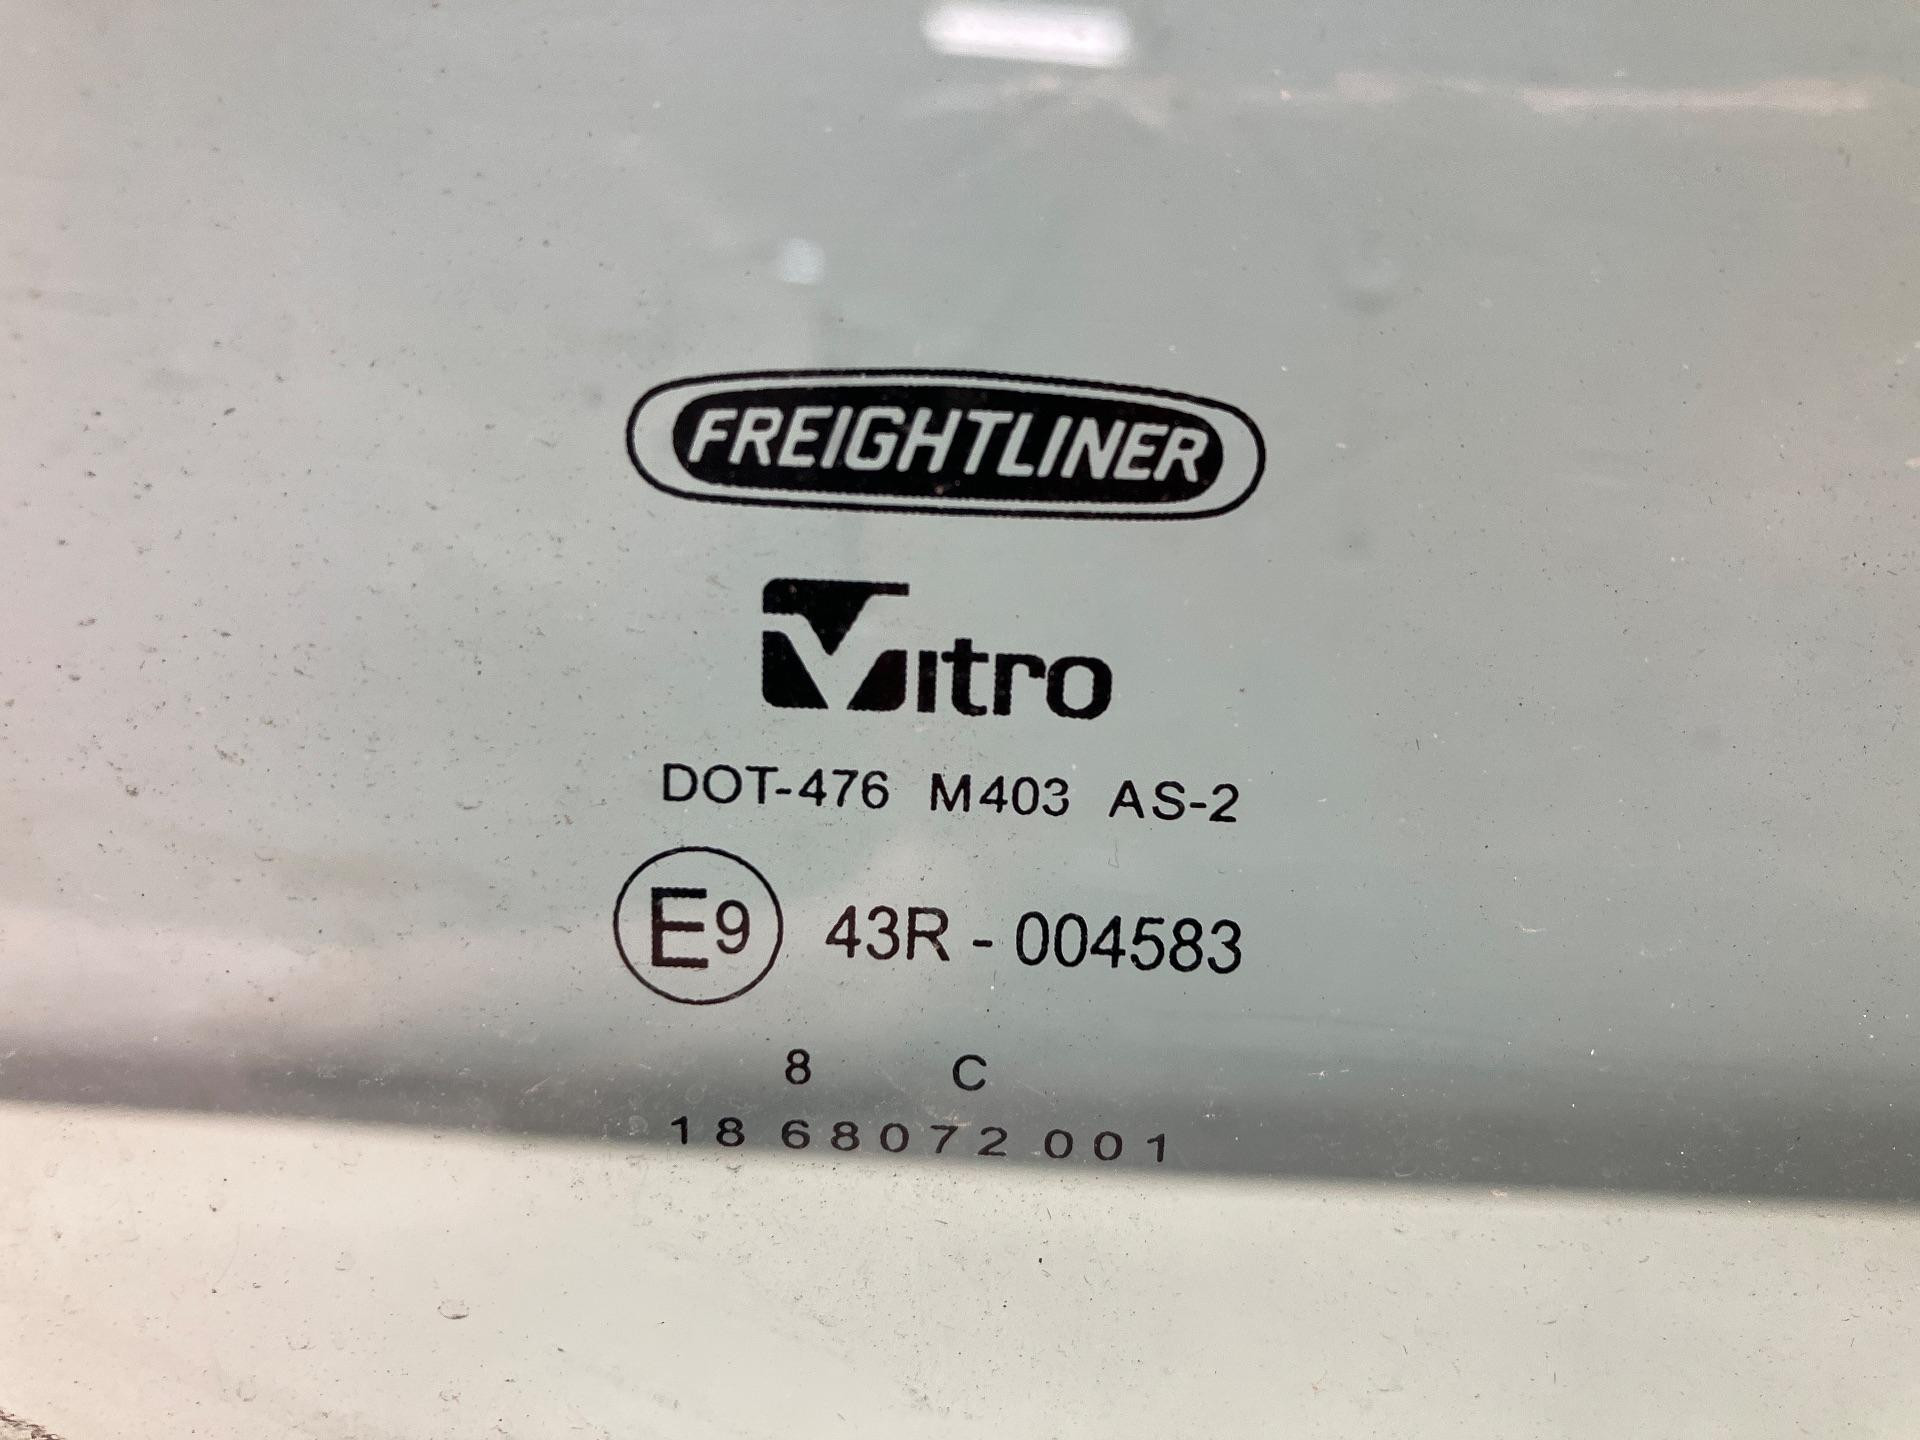 FREIGHTLINER
Vitro
DOT-476 M403 AS-2
E9 43R - 004583
8 C
18 68072 001